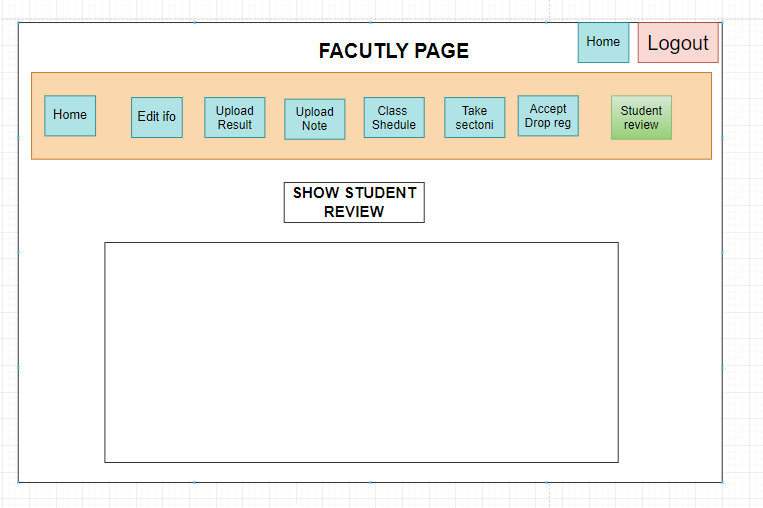 FACUTLY PAGE
Home
Logout
Home
Edit ifo
Upload
Result
Upload
Note
Class
Shedule
Take
sectoni
Accept
Drop reg
Student
review
SHOW STUDENT
REVIEW